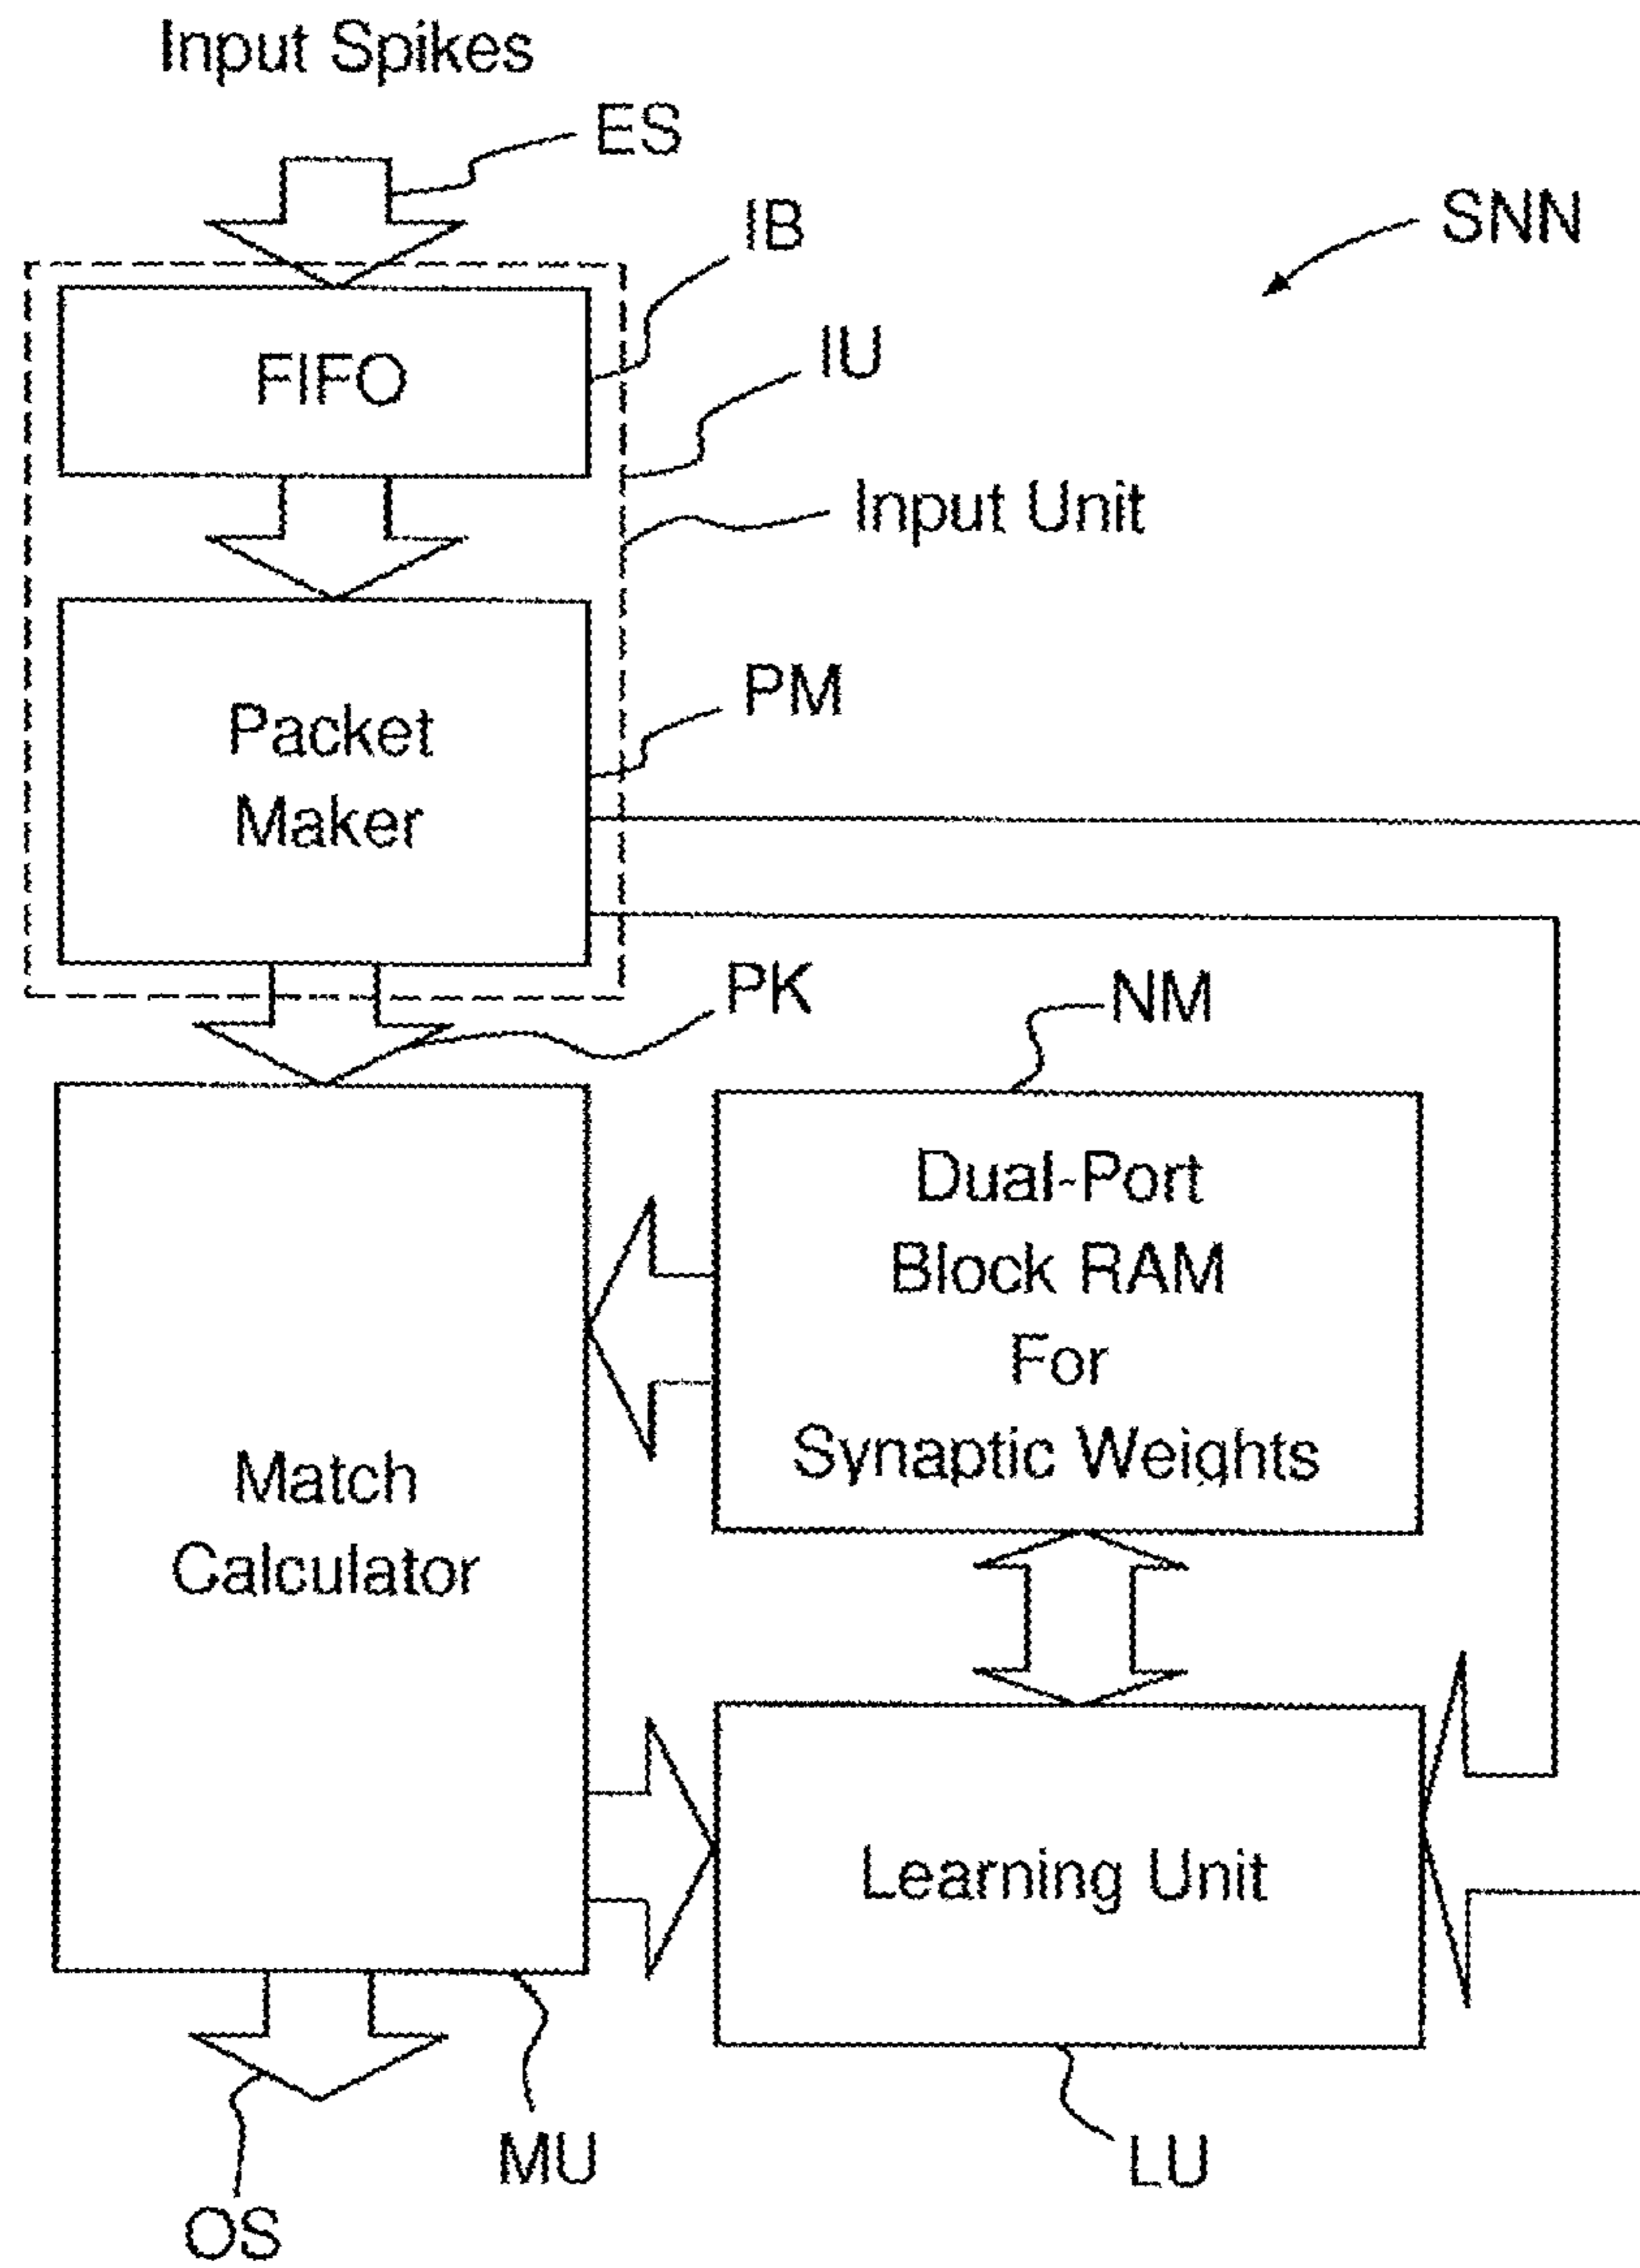 Input Spikes
ES
SNN
IB
FIFO
IU
Input Unit
PM
Packet
Maker
PK
NM
Dual-Port
Block RAM
For
Synaptic Weights
Match
Calculator
Learning Unit
MU
LU
OS